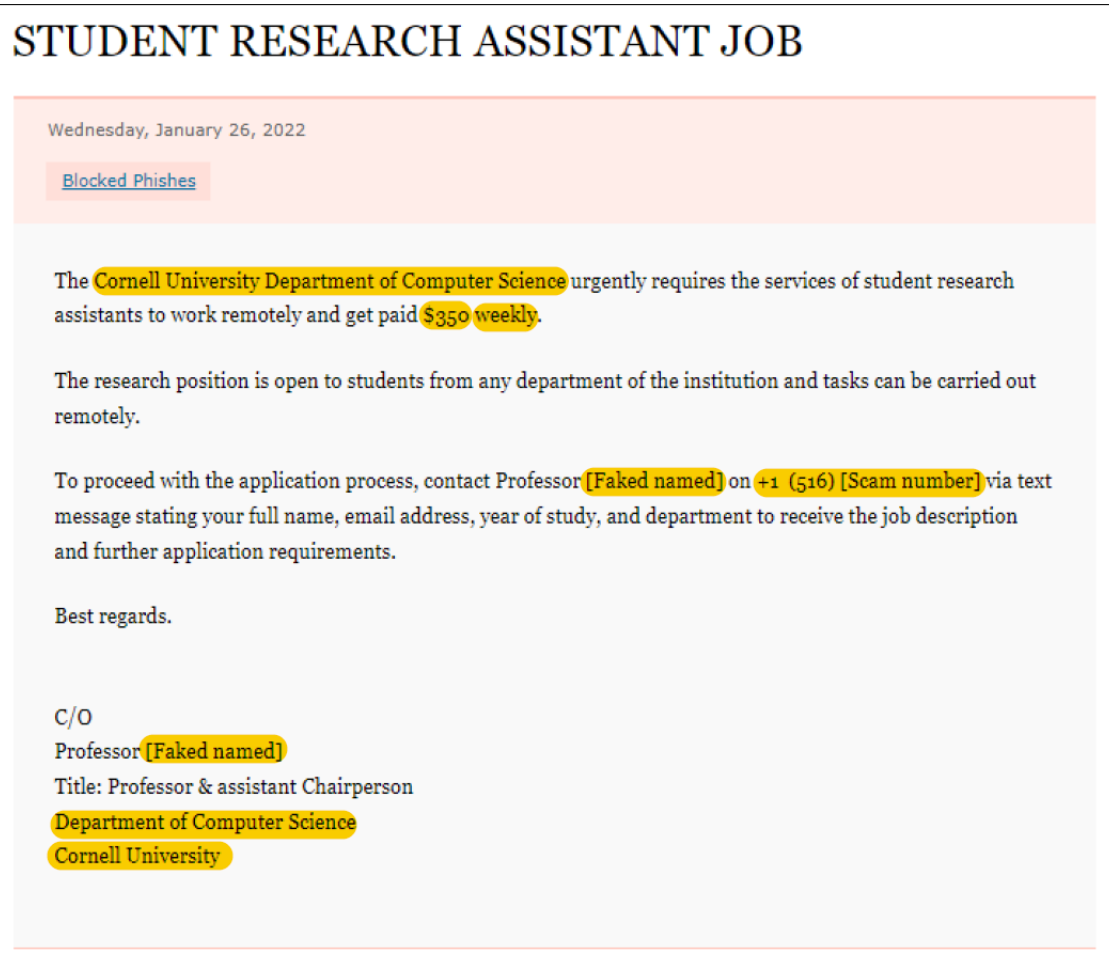 STUDENT RESEARCH ASSISTANT JOB
Wednesday, January 26, 2022
Blocked Phishes
The Cornell University Department of Computer Science urgently requires the services of student research
assistants to work remotely and get paid $350 weekly.
The research position is open to students from any department of the institution and tasks can be carried out
remotely.
To proceed with the application process, contact Professor [Faked named] on +1 (516) [Scam number] via text
message stating your full name, email address, year of study, and department to receive the job description
and further application requirements.
Best regards.
C/O
Professor [Faked named]
Title: Professor & assistant Chairperson
Department of Computer Science
Cornell University